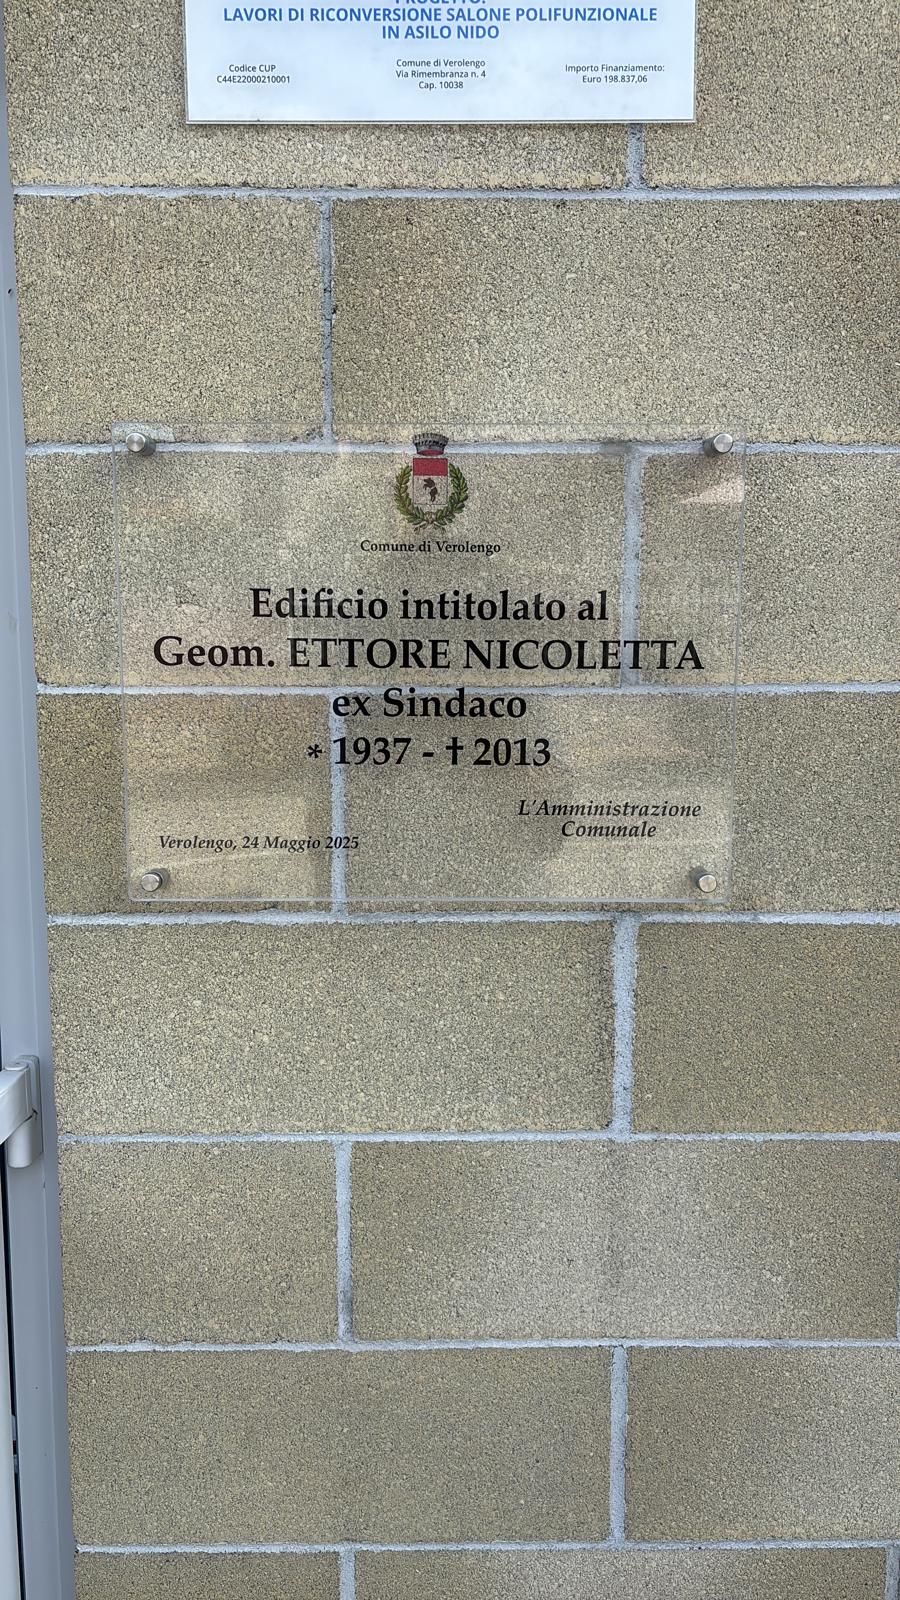 PROGETTO:
LAVORI DI RICONVERSIONE SALONE POLIFUNZIONALE
IN ASILO NIDO
Codice CUP
C44E22000210001
Comune di Verolengo
Via Rimembranza n. 4
Cap. 10038
Importo Finanziamento:
Euro 198.837,06
Comune di Verolengo
Edificio intitolato al
Geom. ETTORE NICOLETTA
ex Sindaco
* 1937 - † 2013
L'Amministrazione
Comunale
Verolengo, 24 Maggio 2025